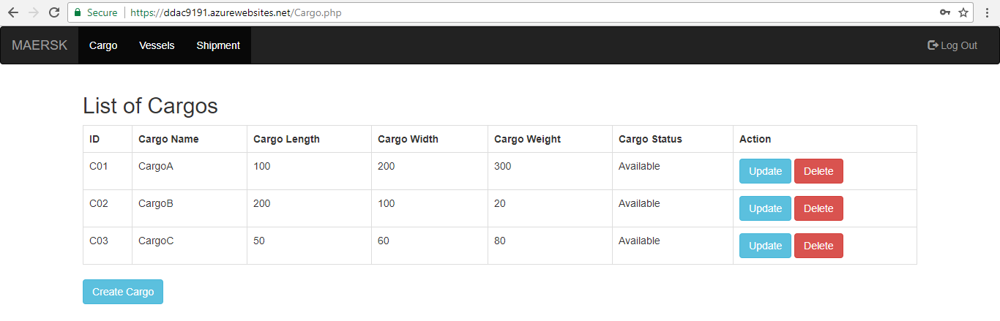 Secure https://ddac9191.azurewebsites.net/Cargo.php
MAERSK Cargo Vessels Shipment Log Out
List of Cargos
ID Cargo Name Cargo Length Cargo Width Cargo Weight Cargo Status Action
C01 CargoA 100 200 300 Available Update Delete
C02 CargoB 200 100 20 Available Update Delete
C03 CargoC 50 60 80 Available Update Delete
Create Cargo